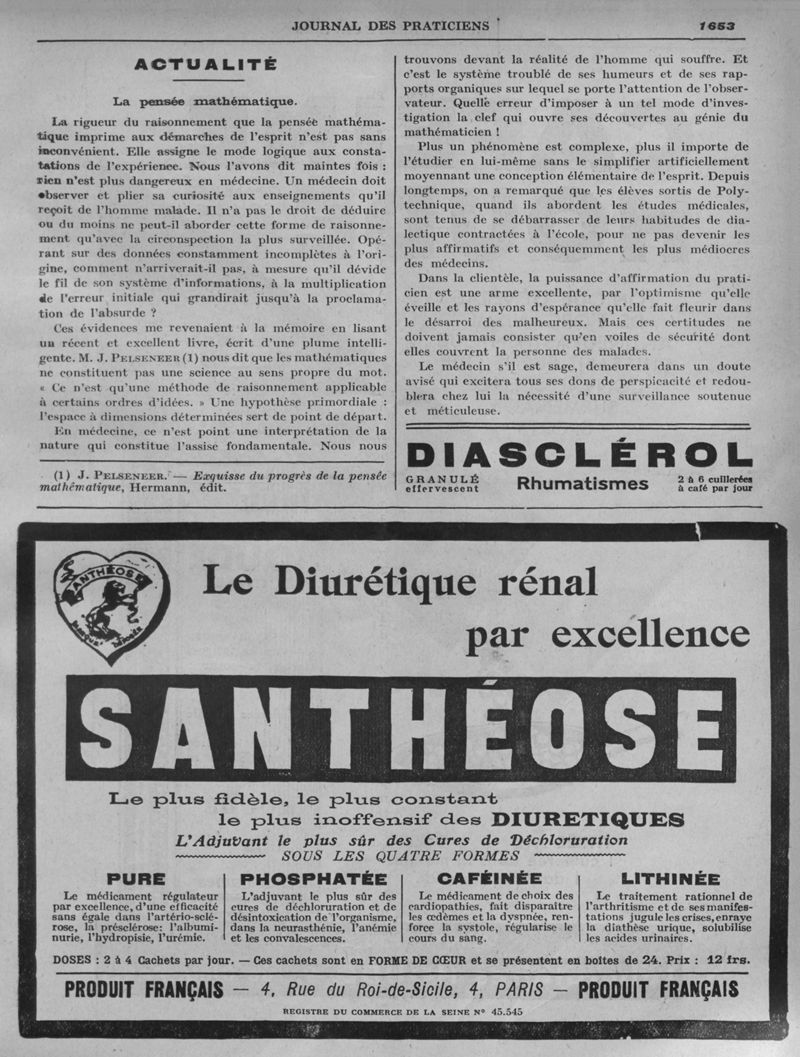 JOURNAL DES PRATICIENS
1653
ACTUALITÉ
La pensée mathématique.
La rigueur du raisonnement que la pensée mathéma-
tique imprime aux démarches de l'esprit n'est pas sans
inconvénient. Elle assigne le mode logique aux consta-
tations de l'expérience. Nous l'avons dit maintes fois :
rien n'est plus dangereux en médecine. Un médecin doit
observer et plier sa curiosité aux enseignements qu'il
reçoit de l'homme malade. Il n'a pas le droit de déduire
ou du moins ne peut-il aborder cette forme de raisonne-
ment qu'avec la circonspection la plus surveillée. Opé-
rant sur des données constamment incomplètes à l'ori-
gine, comment n'arriverait-il pas, à mesure qu'il dévide
le fil de son système d'informations, à la multiplication
de l'erreur initiale qui grandirait jusqu'à la proclama-
tion de l'absurde ?
Ces évidences me revenaient à la mémoire en lisant
un récent et excellent livre, écrit d'une plume intelli-
gente. M. J. PELSENEER (1) nous dit que les mathématiques
ne constituent pas une science au sens propre du mot.
« Ce n'est qu'une méthode de raisonnement applicable
à certains ordres d'idées. » Une hypothèse primordiale :
l'espace à dimensions déterminées sert de point de départ.
En médecine, ce n'est point une interprétation de la
nature qui constitue l'assise fondamentale. Nous nous
(1) J. PELSENEER. — Exquisse du progrès de la pensée
mathématique, Hermann, édit.
trouvons devant la réalité de l'homme qui souffre. Et
c'est le système troublé de ses humeurs et de ses rap-
ports organiques sur lequel se porte l'attention de l'obser-
vateur. Quelle erreur d'imposer à un tel mode d'inves-
tigation la clef qui ouvre ses découvertes au génie du
mathématicien !
Plus un phénomène est complexe, plus il importe de
l'étudier en lui-même sans le simplifier artificiellement
moyennant une conception élémentaire de l'esprit. Depuis
longtemps, on a remarqué que les élèves sortis de Poly-
technique, quand ils abordent les études médicales,
sont tenus de se débarrasser de leurs habitudes de dia-
lectique contractées à l'école, pour ne pas devenir les
plus affirmatifs et conséquemment les plus médiocres
des médecins.
Dans la clientèle, la puissance d'affirmation du prati-
cien est une arme excellente, par l'optimisme qu'elle
éveille et les rayons d'espérance qu'elle fait fleurir dans
le désarroi des malheureux. Mais ces certitudes ne
doivent jamais consister qu'en voiles de sécurité dont
elles couvrent la personne des malades.
Le médecin s'il est sage, demeurera dans un doute
avisé qui excitera tous ses dons de perspicacité et redou-
blera chez lui la nécessité d'une surveillance soutenue
et méticuleuse.
DIASCLÉROL
GRANULÉ
effervescent
Rhumatismes
2 à 6 cuillerées
à café par jour
SANTHÉOSE
MARQUE DÉPOSÉE
Le Diurétique rénal
par excellence
SANTHÉOSE
Le plus fidèle, le plus constant
le plus inoffensif des DIURETIQUES
L'Adjuvant le plus sûr des Cures de Déchloruration
SOUS LES QUATRE FORMES
PURE
Le médicament régulateur
par excellence, d'une efficacité
sans égale dans l'artério-sclé-
rose, la présclérose: l'albumi-
nurie, l'hydropisie, l'urémie.
PHOSPHATÉE
L'adjuvant le plus sûr des
cures de déchloruration et de
désintoxication de l'organisme,
dans la neurasthénie, l'anémie
et les convalescences.
CAFÉINÉE
Le médicament de choix des
cardiopathies, fait disparaître
les œdèmes et la dyspnée, ren-
force la systole, régularise le
cours du sang.
LITHINÉE
Le traitement rationnel de
l'arthritisme et de ses manifes-
tations jugule les crises, enraye
la diathèse urique, solubilise
les acides urinaires.
DOSES : 2 à 4 Cachets par jour. — Ces cachets sont en FORME DE CŒUR et se présentent en boîtes de 24. Prix : 12 frs.
PRODUIT FRANÇAIS — 4, Rue du Roi-de-Sicile, 4, PARIS — PRODUIT FRANÇAIS
REGISTRE DU COMMERCE DE LA SEINE N° 45.545